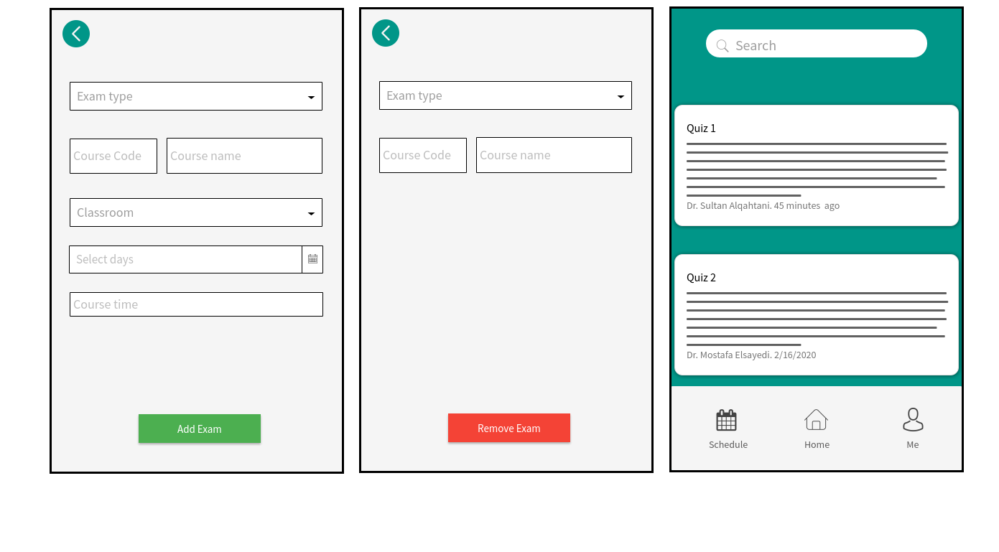 Exam type
Course Code
Course name
Classroom
Select days
Course time
Add Exam
Exam type
Course Code
Course name
Remove Exam
Search
Quiz 1
Dr. Sultan Alqahtani. 45 minutes  ago
Quiz 2
Dr. Mostafa Elsayedi. 2/16/2020
Schedule
Home
Me